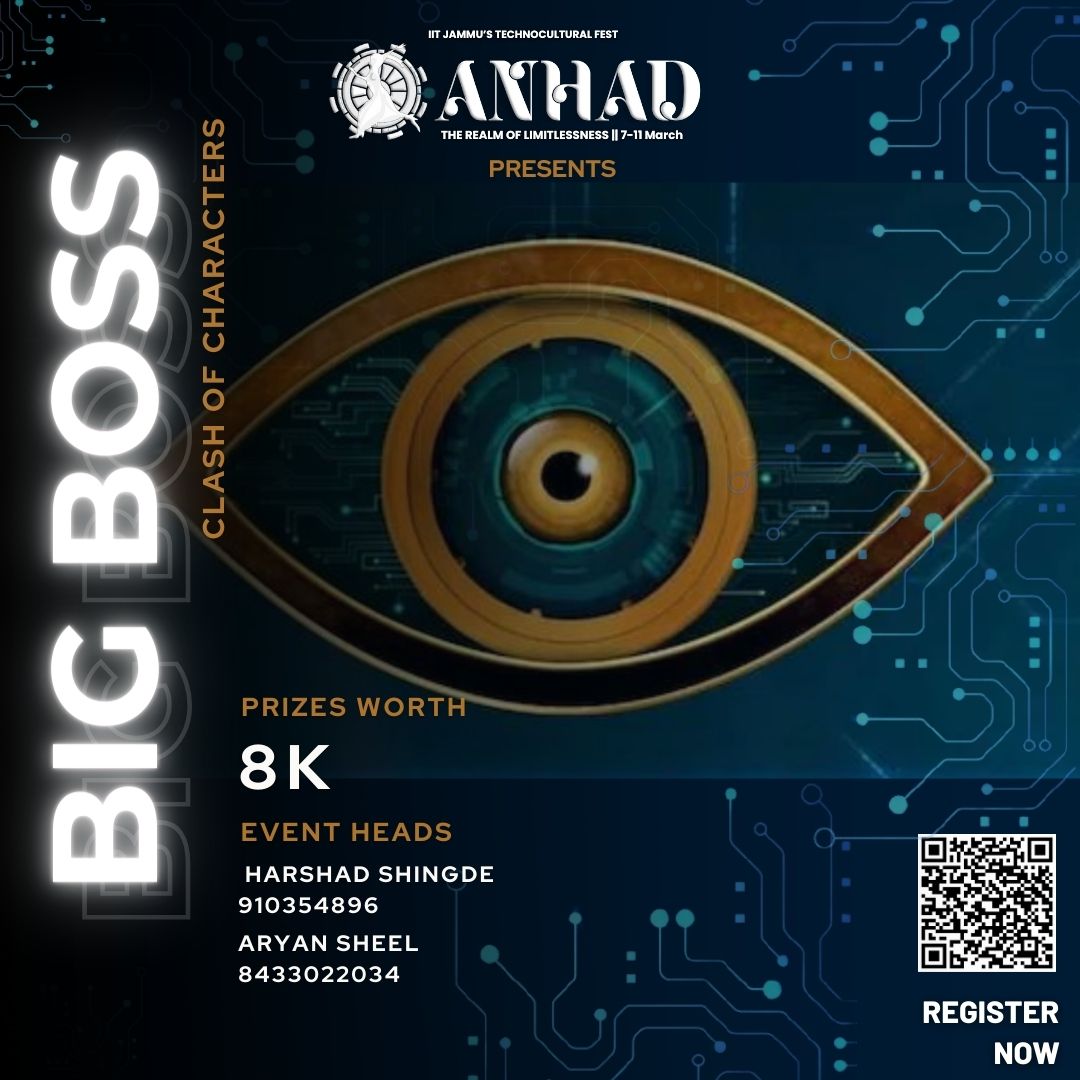 IIT JAMMU'S TECHNOCULTURAL FEST
ANHAD
THE REALM OF LIMITLESSNESS || 7-11 March
PRESENTS
BIG BOSS
CLASH OF CHARACTERS
PRIZES WORTH
8K
EVENT HEADS
HARSHAD SHINGDE
910354896
ARYAN SHEEL
8433022034
REGISTER
NOW